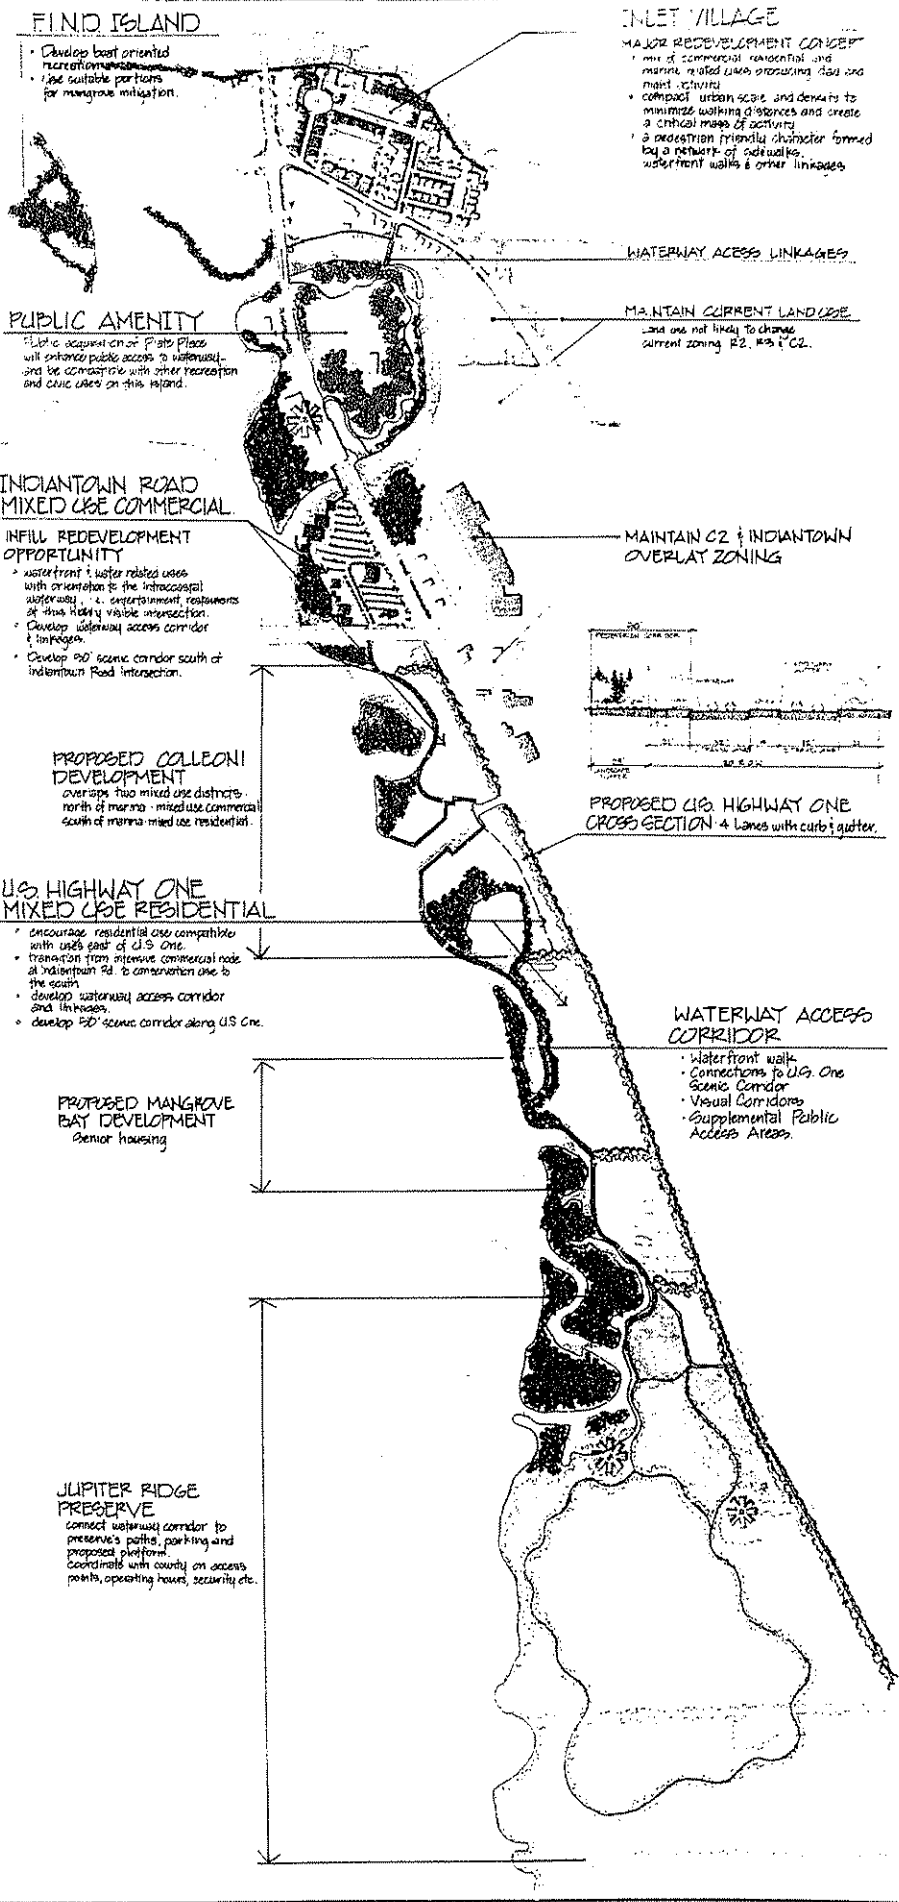 F.I.N.D. ISLAND
• Develop boat oriented
recreation
• Use suitable portions
for mangrove mitigation.
INLET VILLAGE
MAJOR REDEVELOPMENT CONCEPT
• mix of commercial residential and
marine related uses producing day and
night activity
• compact urban scale and density to
minimize walking distances and create
a critical mass of activity
• a pedestrian friendly character formed
by a network of sidewalks,
waterfront walks & other linkages
WATERWAY ACESS LINKAGES
PUBLIC AMENITY
Public acquisition of Place
will enhance public access to waterway
and be compatible with other recreation
and civic uses on this island.
MAINTAIN CURRENT LAND USE
Land use not likely to change
current zoning R2, R3 & C2.
INDIANTOWN ROAD
MIXED USE COMMERCIAL
INFILL REDEVELOPMENT
OPPORTUNITY
• waterfront & water related uses
with orientation to the intracoastal
waterway, entertainment, restaurants
at this highly visible intersection.
• Develop waterway access corridor
& linkages.
• Develop 50' scenic corridor south of
Indiantown Road intersection.
MAINTAIN C2 & INDIANTOWN
OVERLAY ZONING
PROPOSED COLLEONI
DEVELOPMENT
overlaps two mixed use districts -
north of marina - mixed use commercial
south of marina - mixed use residential.
PROPOSED U.S. HIGHWAY ONE
CROSS SECTION - 4 Lanes with curb & gutter.
U.S. HIGHWAY ONE
MIXED USE RESIDENTIAL
• encourage residential use compatible
with uses east of U.S. One.
• transition from intensive commercial node
at Indiantown Rd. to conservation use to
the south
• develop waterway access corridor
and linkages.
• develop 50' scenic corridor along U.S One.
WATERWAY ACCESS
CORRIDOR
• Waterfront walk
• Connections to U.S. One
Scenic Corridor
• Visual Corridors
• Supplemental Public
Access Areas.
PROPOSED MANGROVE
BAY DEVELOPMENT
Senior housing
JUPITER RIDGE
PRESERVE
connect waterway corridor to
preserve's paths, parking and
proposed platform.
coordinate with county on access
points, operating hours, security etc.